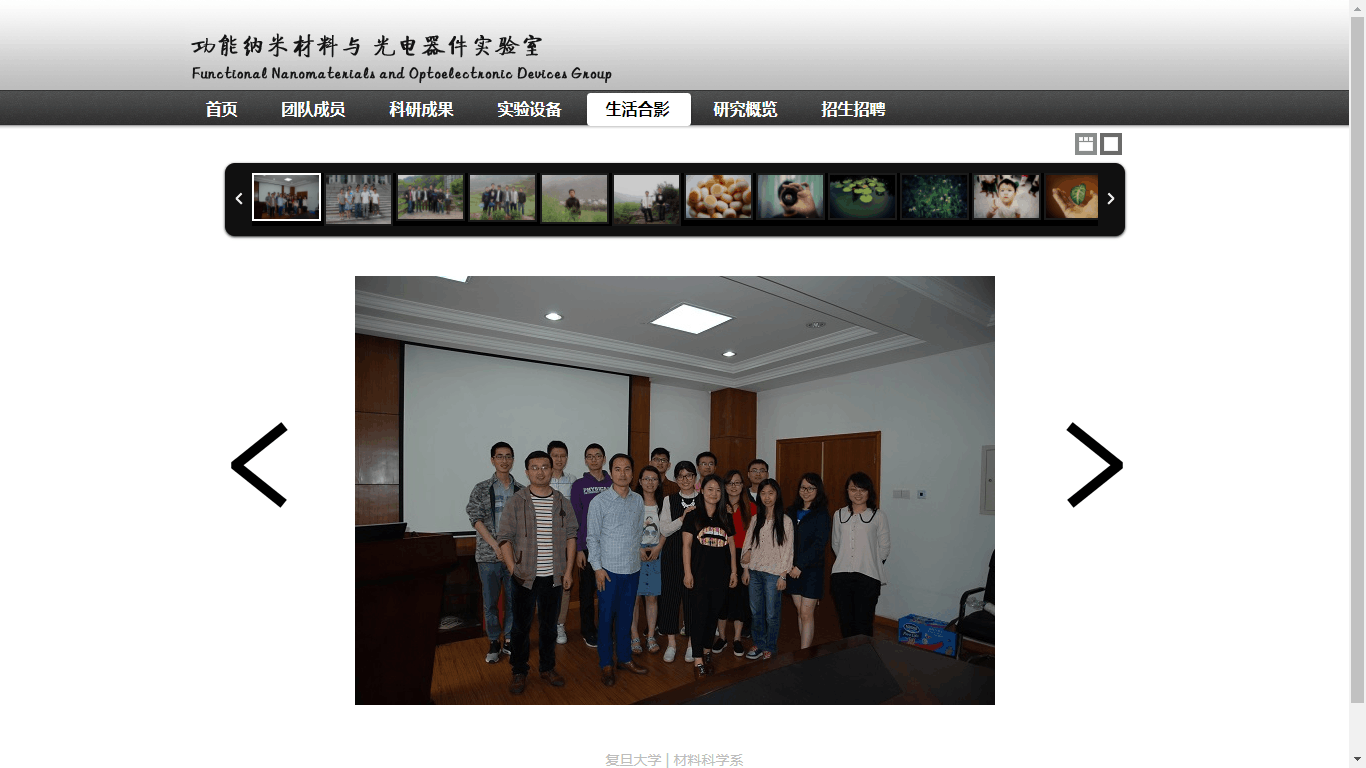 功能纳米材料与 光电器件实验室
Functional Nanomaterials and Optoelectronic Devices Group
首页 团队成员 科研成果 实验设备 生活合影 研究概览 招生招聘
复旦大学 | 材料科学系